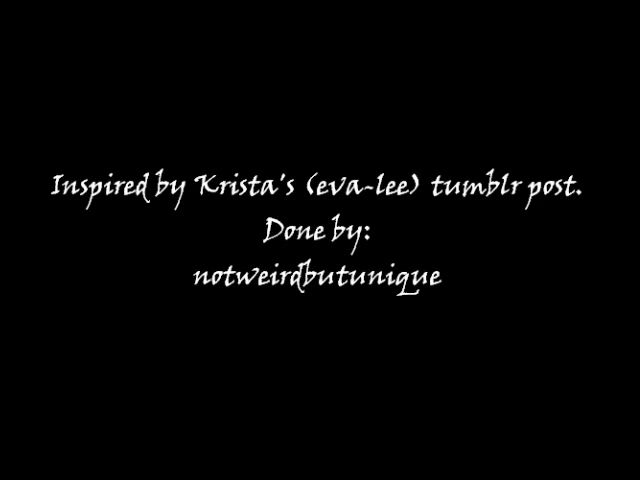 Inspired by Krista's (eva-lee) tumblr post.
Done by:
notweirdbutunique